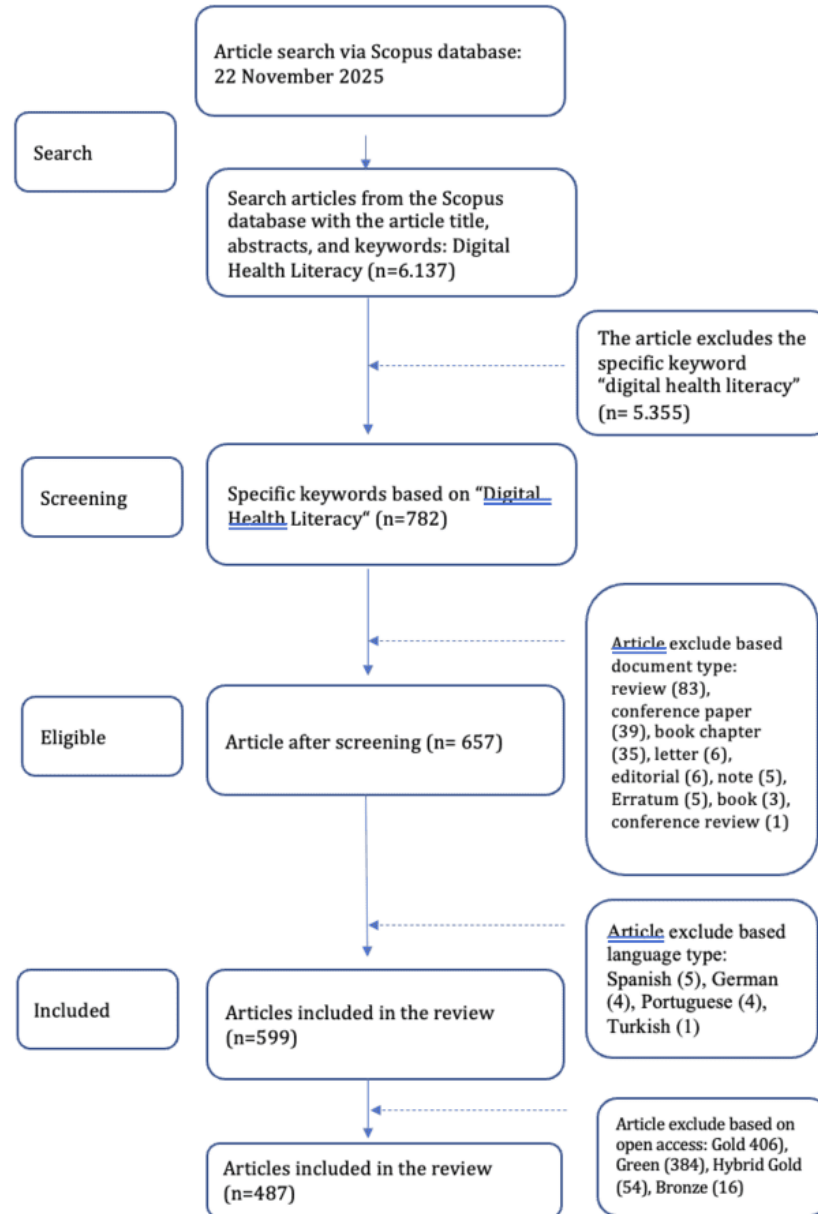 Article search via Scopus database:
22 November 2025
Search
Search articles from the Scopus
database with the article title,
abstracts, and keywords: Digital
Health Literacy (n=6.137)
The article excludes the
specific keyword
“digital health literacy”
(n= 5.355)
Screening
Specific keywords based on “Digital
Health Literacy“ (n=782)
Article exclude based
document type:
review (83),
conference paper
(39), book chapter
(35), letter (6),
editorial (6), note (5),
Erratum (5), book (3),
conference review (1)
Eligible
Article after screening (n= 657)
Article exclude based
language type:
Spanish (5), German
(4), Portuguese (4),
Turkish (1)
Included
Articles included in the review
(n=599)
Article exclude based on
open access: Gold 406),
Green (384), Hybrid Gold
(54), Bronze (16)
Articles included in the review
(n=487)